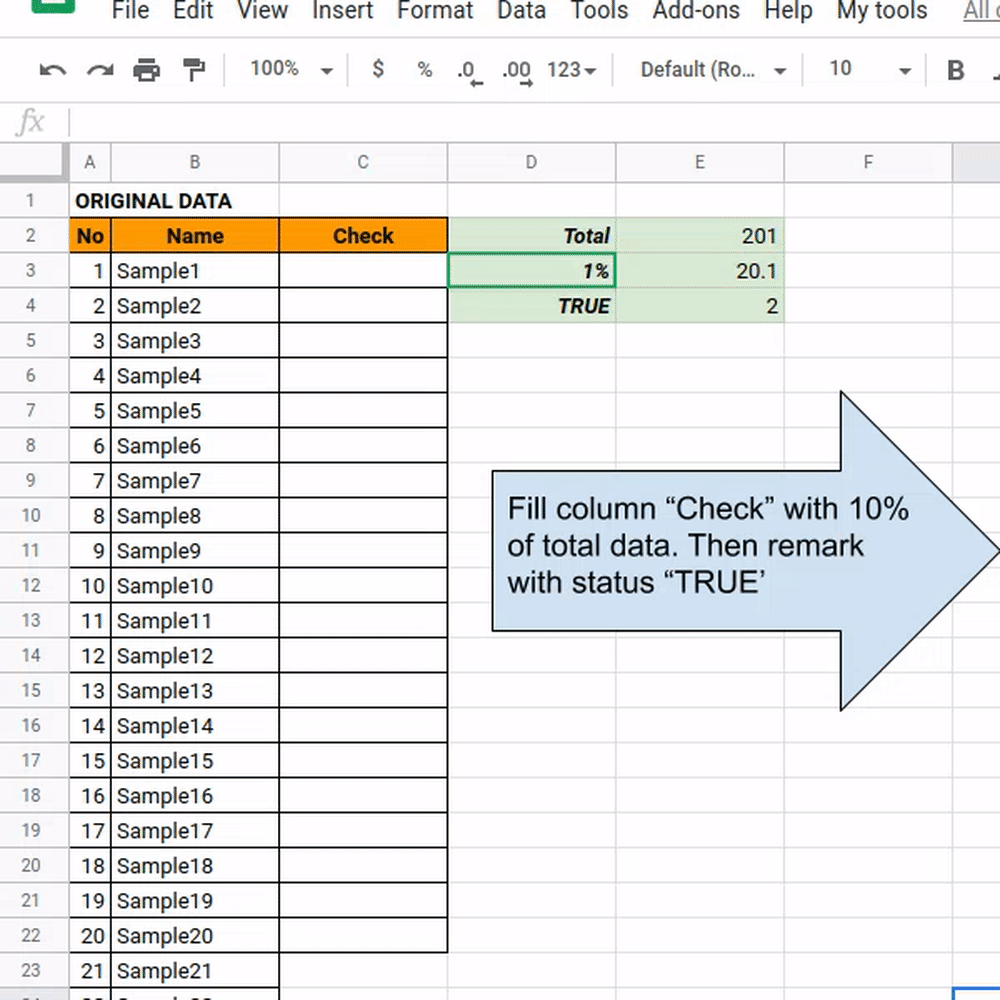 File Edit View Insert Format Data Tools Add-ons Help My tools All
100% $ % .0 .00 123 Default (Ro... 10 B
fx
A B C D E F
1 ORIGINAL DATA
2 No Name Check Total 201
3 1 Sample1 1% 20.1
4 2 Sample2 TRUE 2
5 3 Sample3
6 4 Sample4
7 5 Sample5
8 6 Sample6
9 7 Sample7
10 8 Sample8
11 9 Sample9
12 10 Sample10
13 11 Sample11
14 12 Sample12
15 13 Sample13
16 14 Sample14
17 15 Sample15
18 16 Sample16
19 17 Sample17
20 18 Sample18
21 19 Sample19
22 20 Sample20
23 21 Sample21
Fill column “Check” with 10%
of total data. Then remark
with status “TRUE’